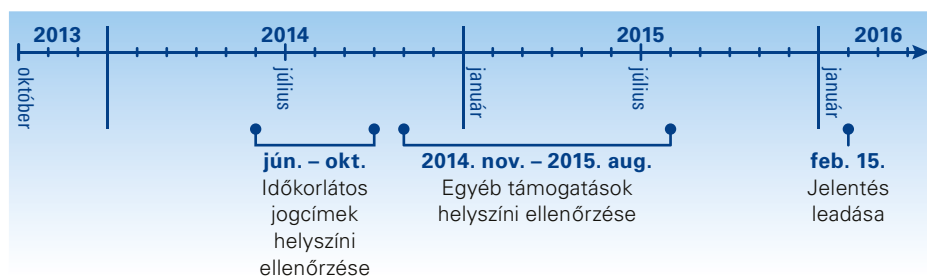 2013
2014
2015
2016
október
július
január
július
január
jún. – okt.
Időkorlátos
jogcímek
helyszíni
ellenőrzése
2014. nov. – 2015. aug.
Egyéb támogatások
helyszíni ellenőrzése
feb. 15.
Jelentés
leadása